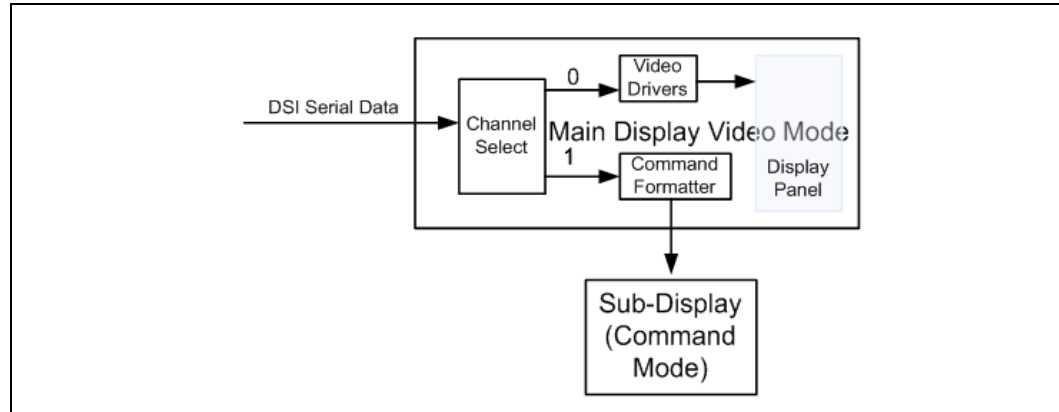 DSI Serial Data
Channel
Select
0
1
Video
Drivers
Main Display Video Mode
Command
Formatter
Display
Panel
Sub-Display
(Command
Mode)